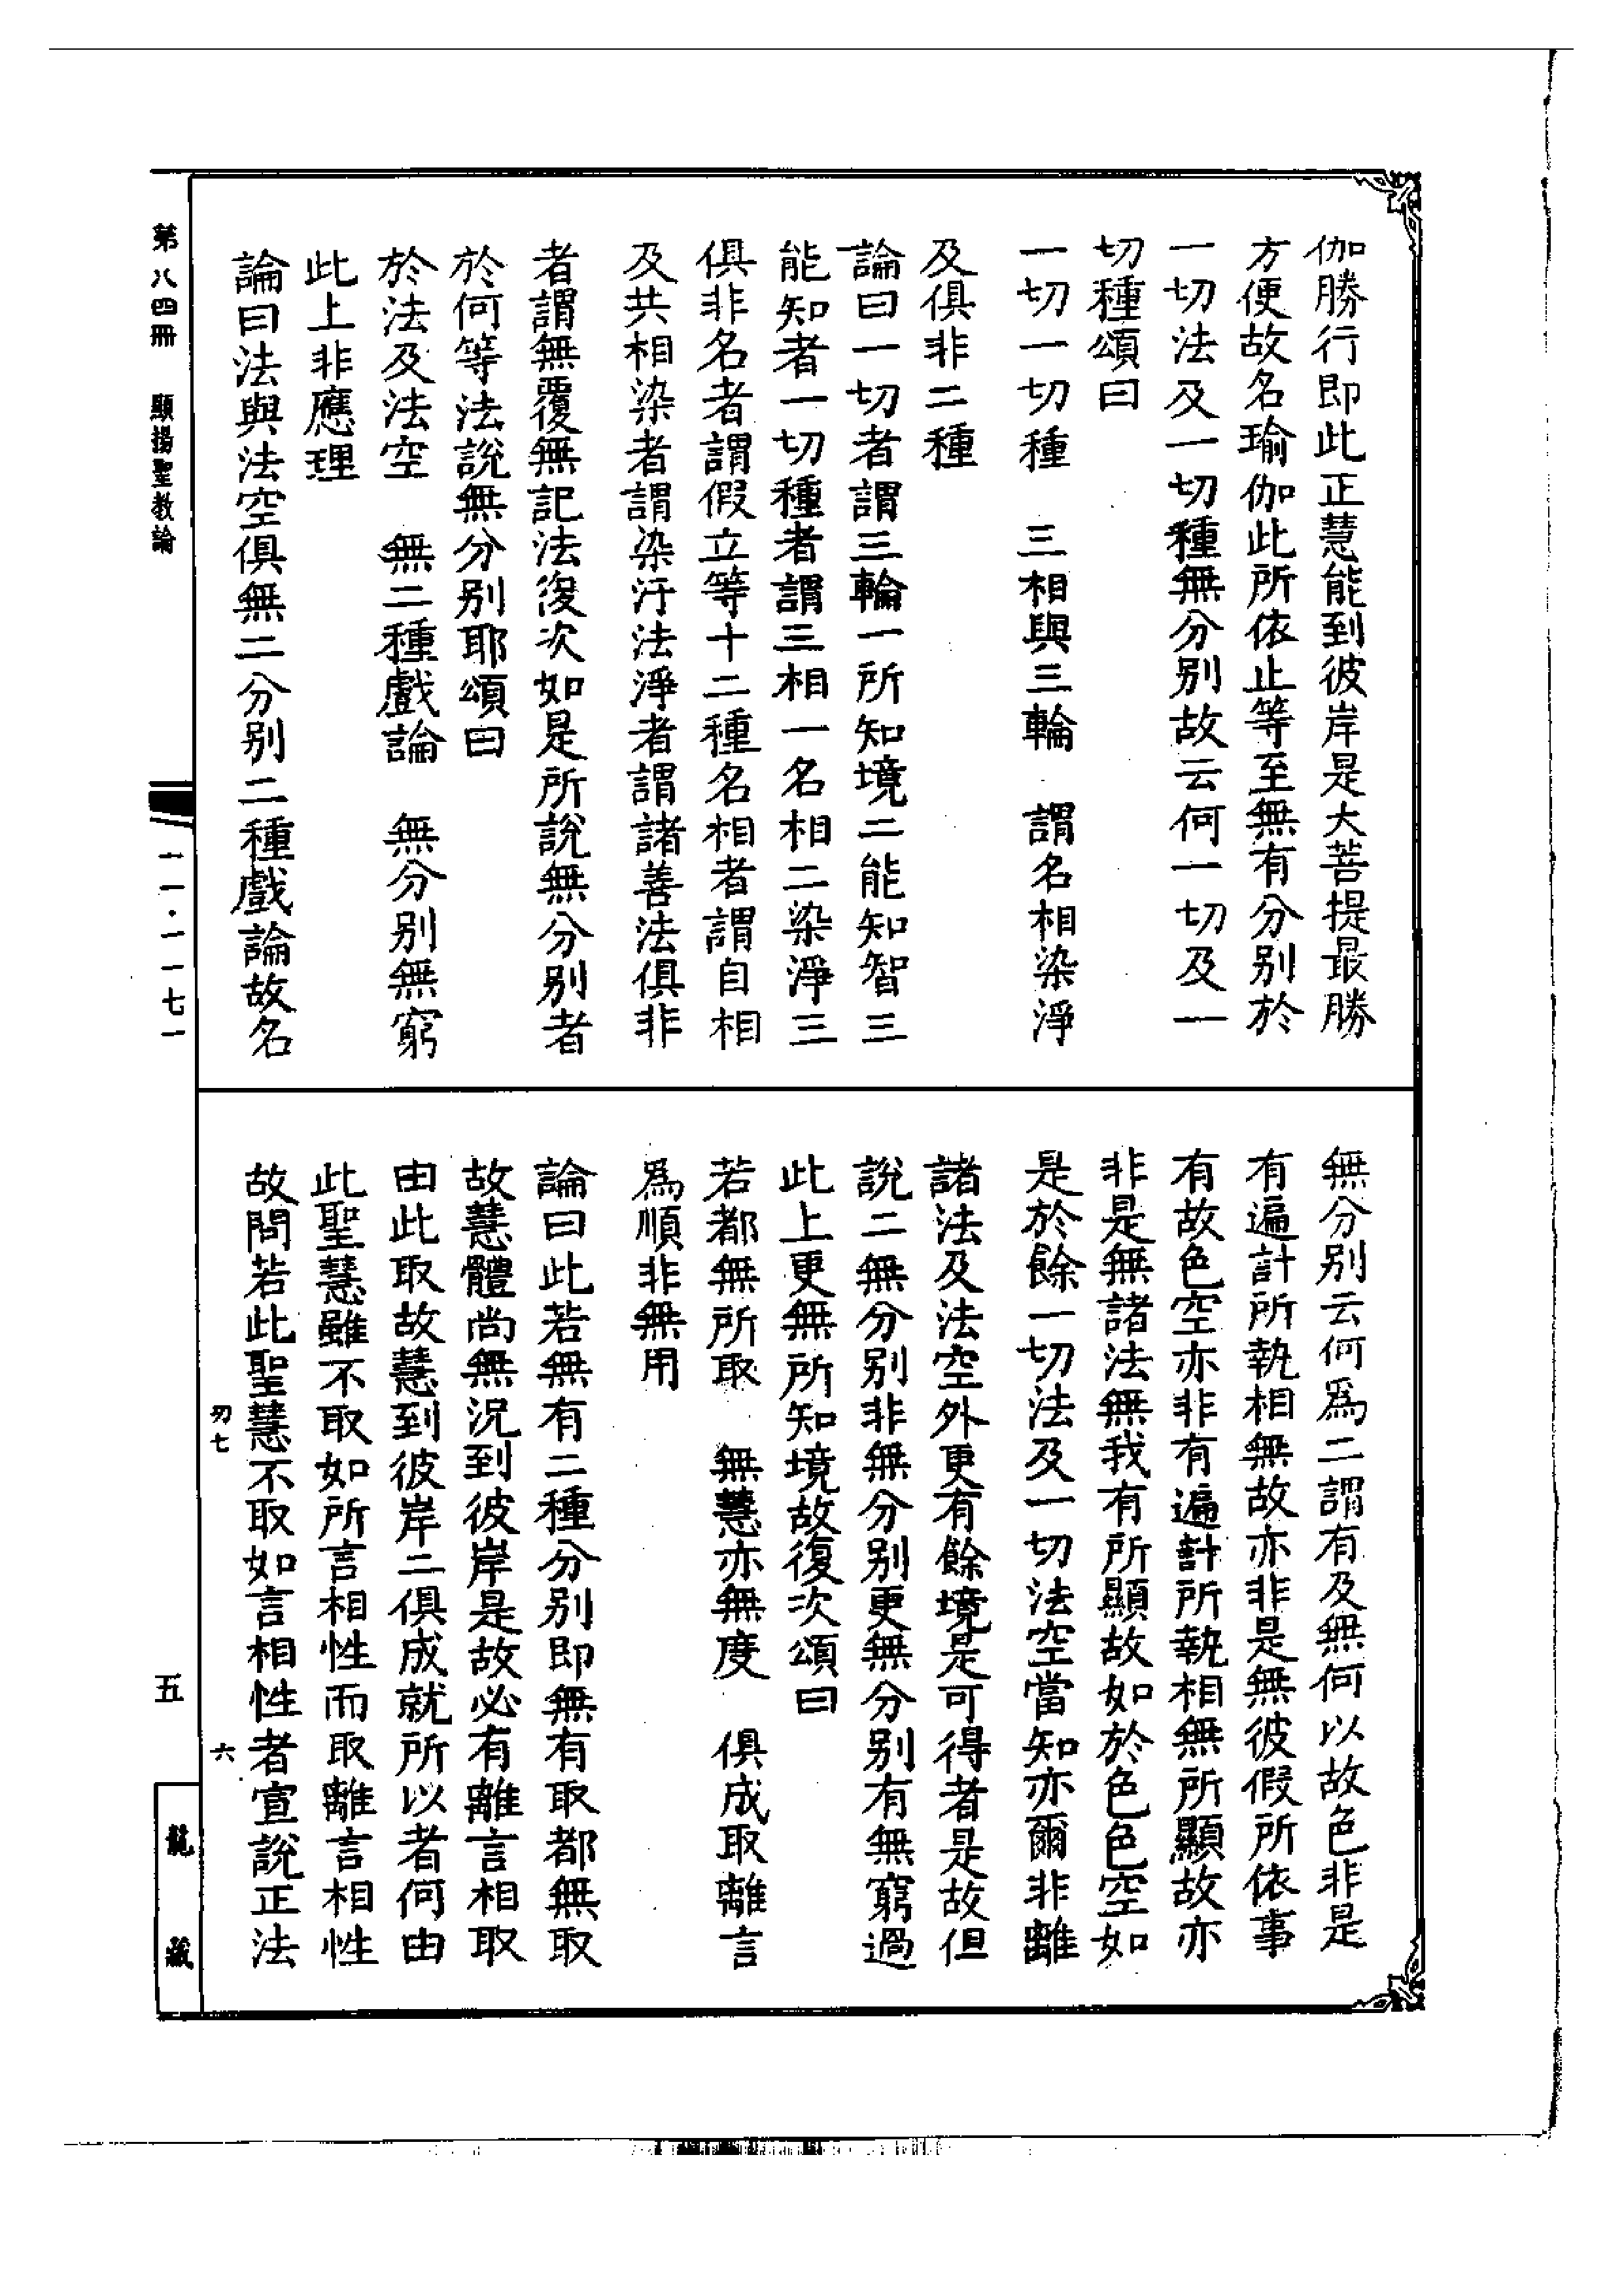 伽勝行即此正慧能到彼岸是大菩提最勝
方便故名瑜伽此所依止等至無有分别於
一切法及一切種無分别故云何一切及一
切種頌曰
一切一切種　三相與三輪　謂名相染淨
及俱非二種
論曰一切者謂三輪一所知境二能知智三
能知者一切種者謂三相一名相二染淨三
俱非名者謂假立等十二種名相者謂自相
及共相染者謂染汙法淨者謂諸善法俱非
者謂無覆無記法復次如是所說無分别者
於何等法說無分别耶頌曰
於法及法空　無二種戲論　無分别無窮
此上非應理
論曰法與法空俱無二分别二種戲論故名
無分别云何爲二謂有及無何以故色非是
有遍計所執相無故亦非是無彼假所依事
有故色空亦非有遍計所執相無所顯故亦
非是無諸法無我有所顯故如於色色空如
是於餘一切法及一切法空當知亦爾非離
諸法及法空外更有餘境是可得者是故但
說二無分别非無分别更無分别有無窮過
此上更無所知境故復次頌曰
若都無所取　無慧亦無度　俱成取離言
爲順非無用
論曰此若無有二種分别即無有取都無取
故慧體尚無況到彼岸是故必有離言相取
由此取故慧到彼岸二俱成就所以者何由
此聖慧雖不取如所言相性而取離言相性
故問若此聖慧不取如言相性者宣説正法
第八四冊　顯揚聖教論
一一·一一七一
五
龍藏
七
六